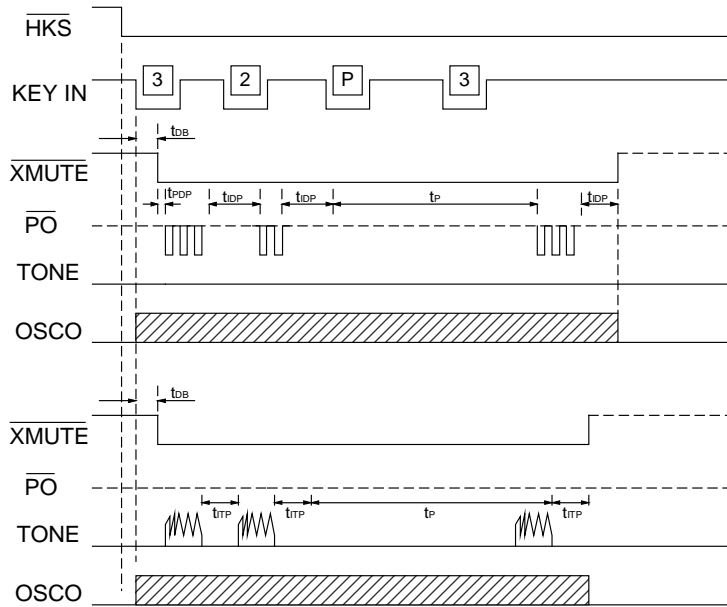 HKS
KEY IN
3 2 P 3
tDB
XMUTE
tPDP tIDP tIDP tP tIDP
PO
TONE
OSCO
tDB
XMUTE
PO
tITP tITP tP tITP
TONE
OSCO